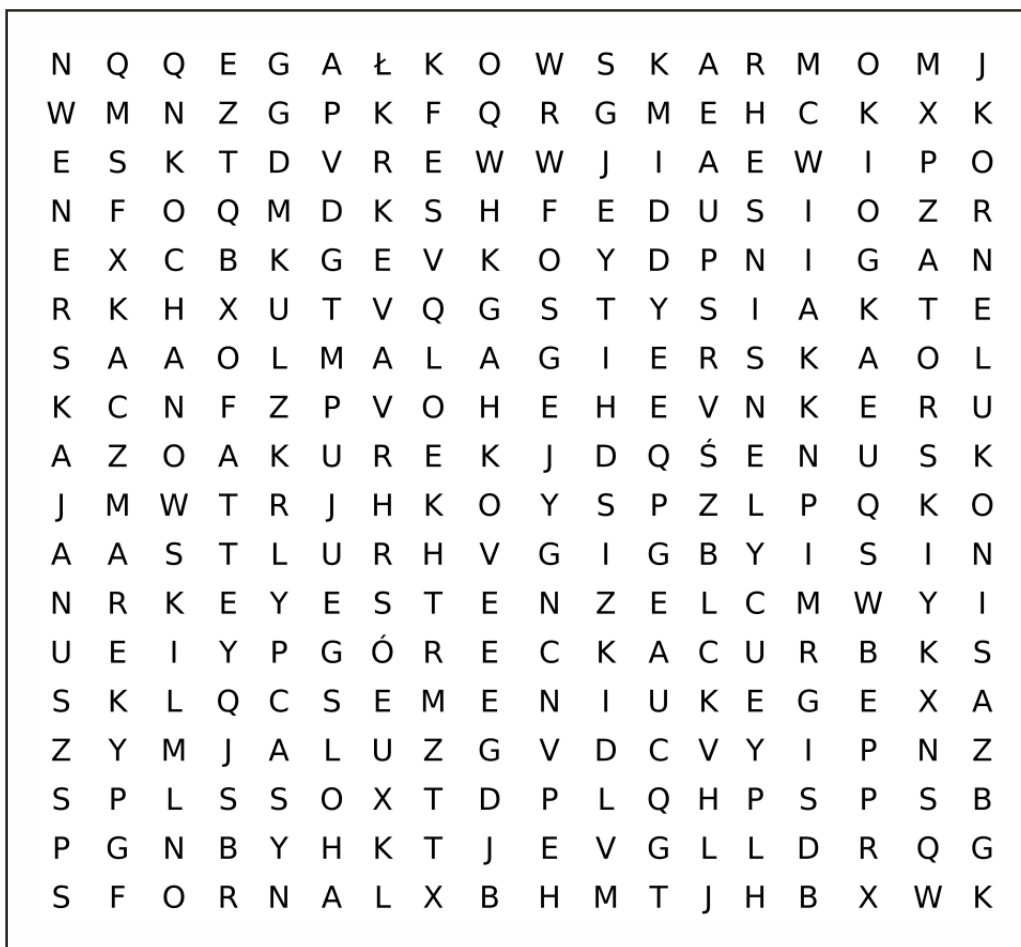 N Q Q E G A Ł K O W S K A R M O M J
W M N Z G P K F Q R G M E H C K X K
E S K T D V R E W W J I A E W I P O
N F O Q M D K S H F E D U S I O Z R
E X C B K G E V K O Y D P N I G A N
R K H X U T V Q G S T Y S I A K T E
S A A O L M A L A G I E R S K A O L
K C N F Z P V O H E H E V N K E R U
A Z O A K U R E K J D Q Ś E N U S K
J M W T R J H K O Y S P Z L P Q K O
A A S T L U R H V G I G B Y I S I N
N R K E Y E S T E N Z E L C M W Y I
U E I Y P G Ó R E C K A C U R B K S
S K L Q C S E M E N I U K E G E X A
Z Y M J A L U Z G V D C V Y I P N Z
S P L S S O X T D P L Q H P S P S B
P G N B Y H K T J E V G L L D R Q G
S F O R N A L X B H M T J H B X W K